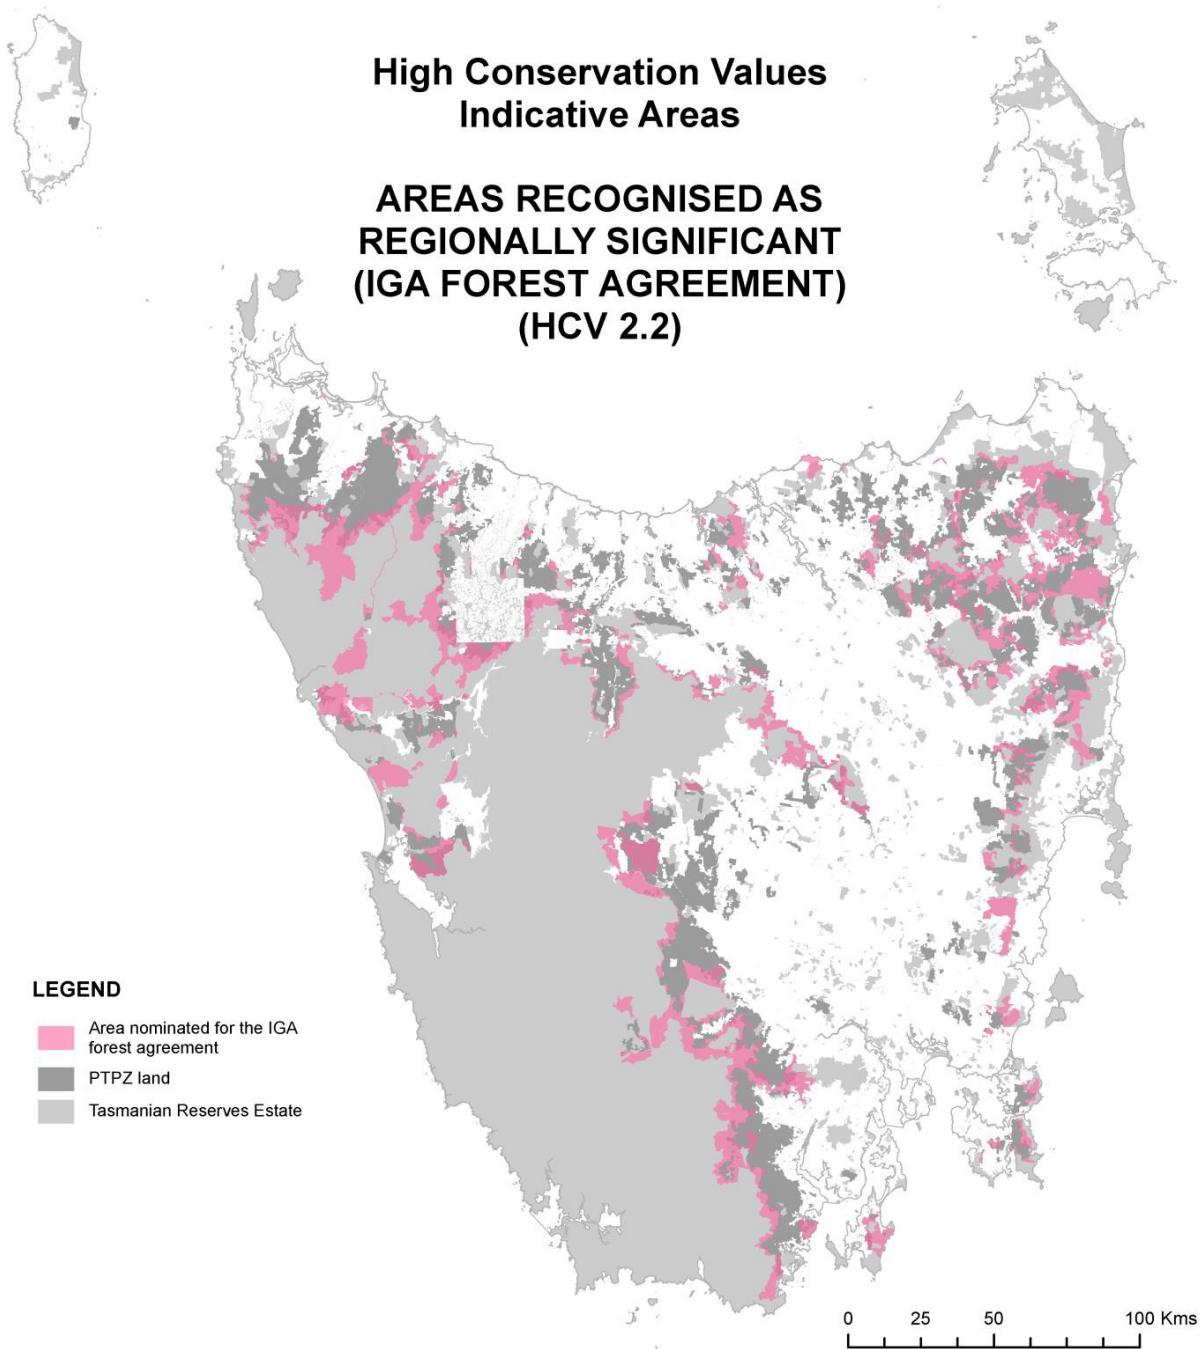 High Conservation Values
Indicative Areas
AREAS RECOGNISED AS
REGIONALLY SIGNIFICANT
(IGA FOREST AGREEMENT)
(HCV 2.2)
LEGEND
Area nominated for the IGA
forest agreement
PTPZ land
Tasmanian Reserves Estate
0 25 50 100 Kms